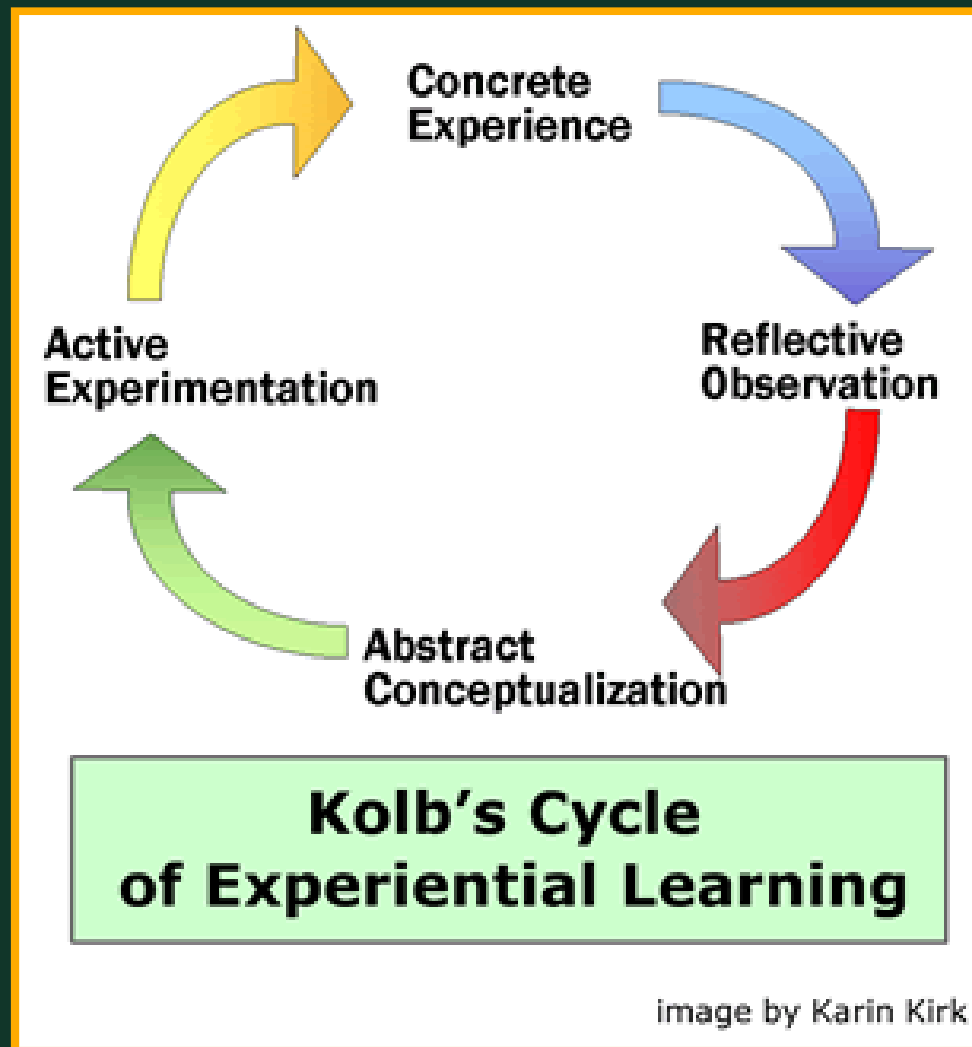 Concrete
Experience
Reflective
Observation
Abstract
Conceptualization
Active
Experimentation
Kolb's Cycle
of Experiential Learning
image by Karin Kirk